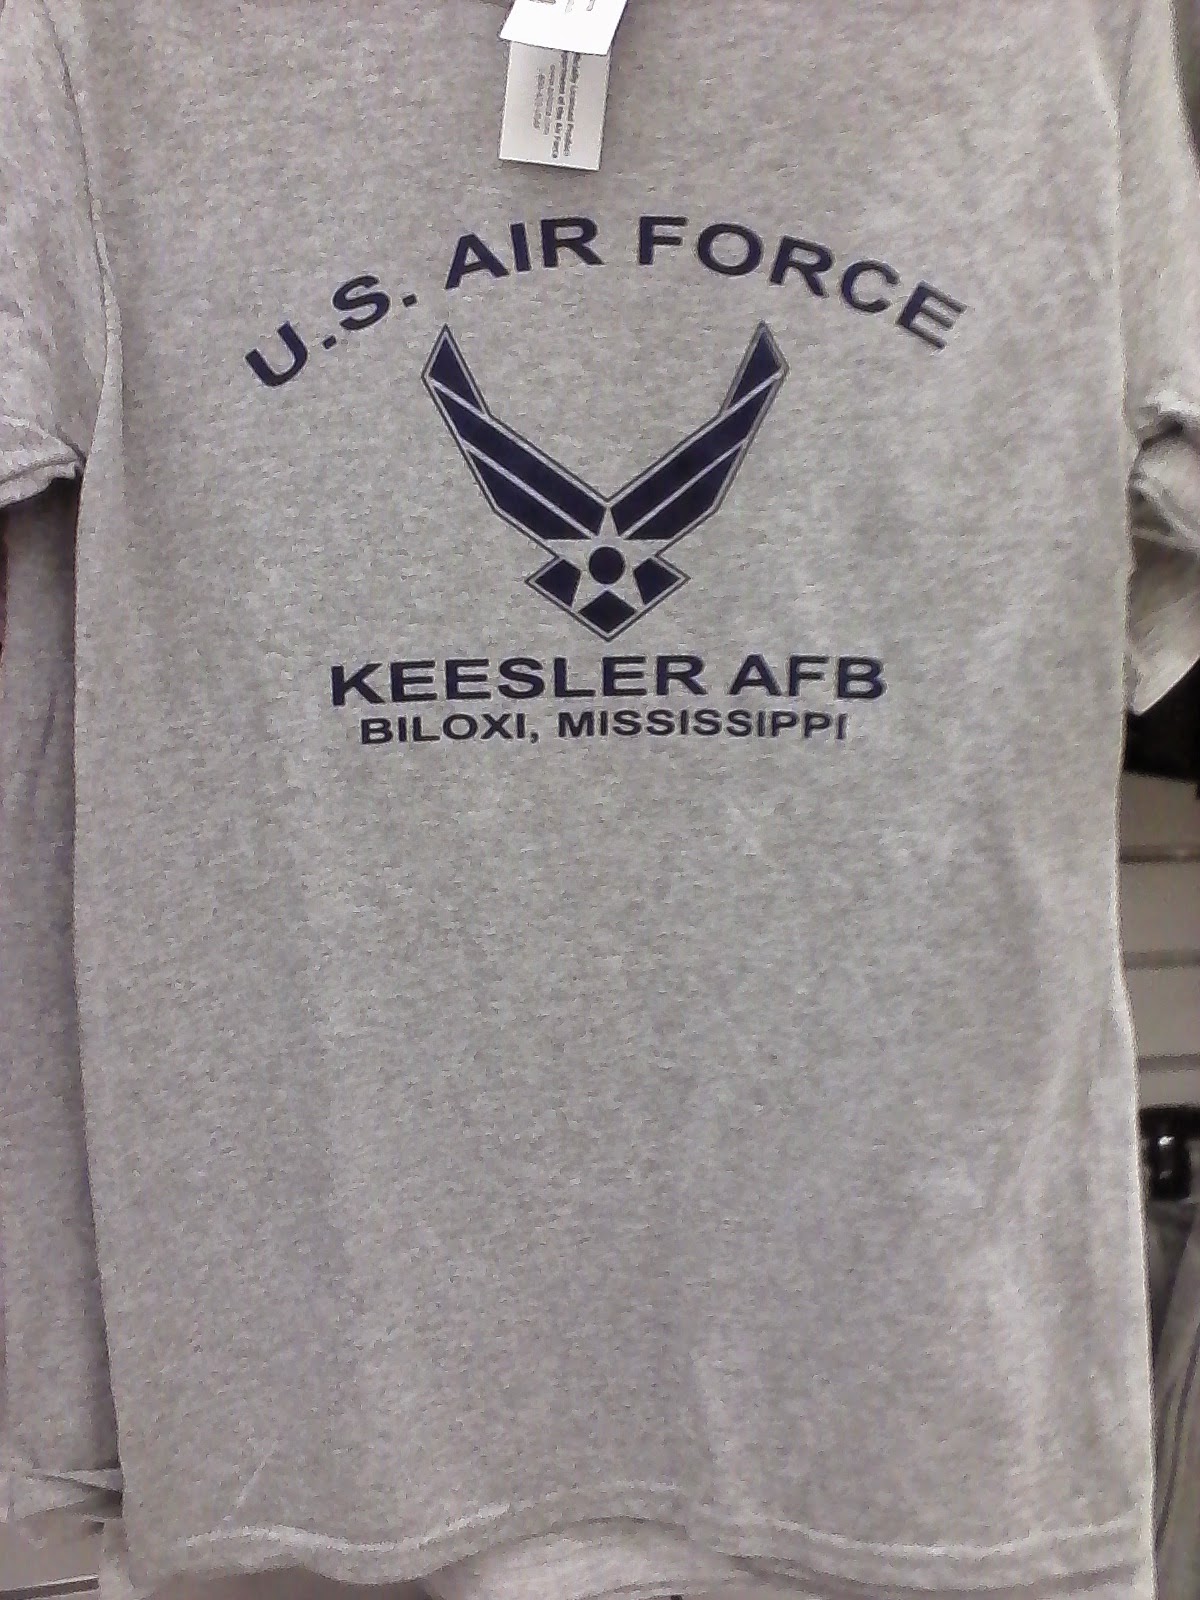 U.S. AIR FORCE
KEESLER AFB
BILOXI, MISSISSIPPI